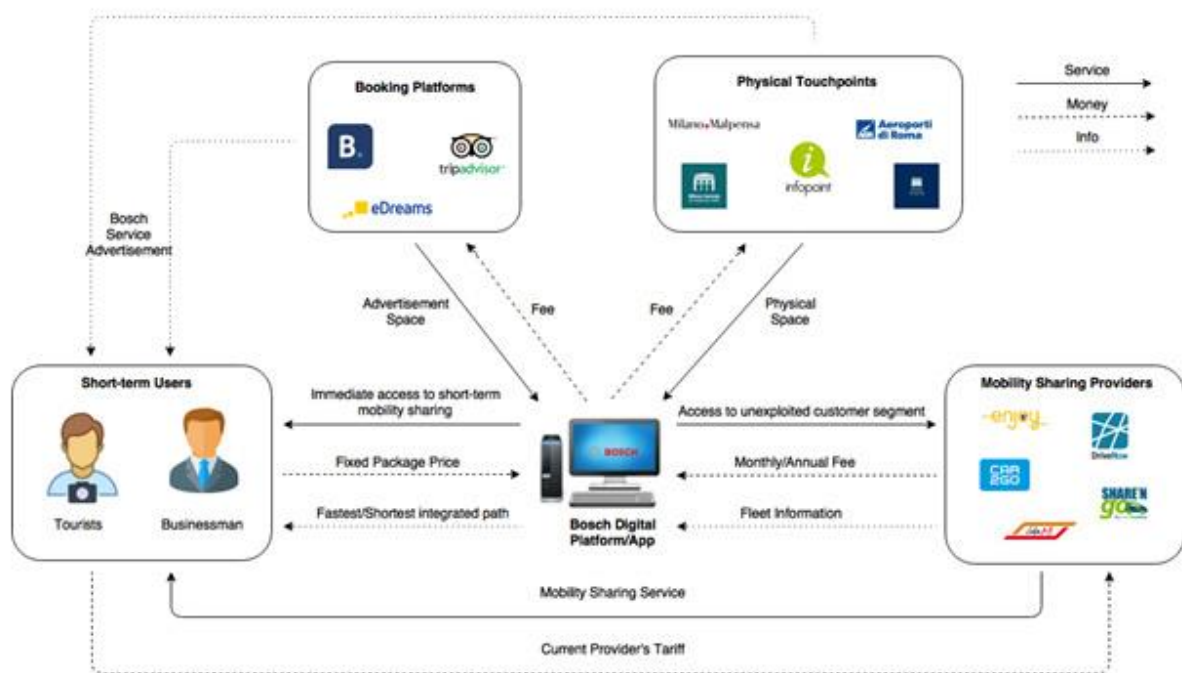 Booking Platforms
B.
tripadvisor
eDreams
Physical Touchpoints
Milano Malpensa
Aeroporti
di Roma
i
infopoint
Service
Money
Info
Bosch
Service
Advertisement
Advertisement
Space
Fee
Fee
Physical
Space
Short-term Users
Tourists
Businessman
Immediate access to short-term
mobility sharing
Fixed Package Price
Fastest/Shortest integrated path
BOSCH
Bosch Digital
Platform/App
Access to unexploited customer segment
Monthly/Annual Fee
Fleet Information
Mobility Sharing Providers
enjoy
DriveNow
CAR
2GO
SHARE'N
go
Mobility Sharing Service
Current Provider's Tariff